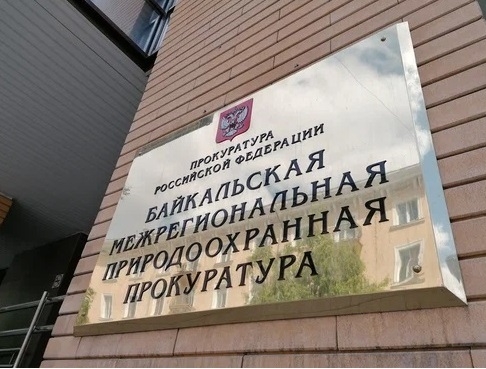 ПРОКУРАТУРА
РОССИЙСКОЙ ФЕДЕРАЦИИ
БАЙКАЛЬСКАЯ
МЕЖРЕГИОНАЛЬНАЯ
ПРИРОДООХРАННАЯ
ПРОКУРАТУРА